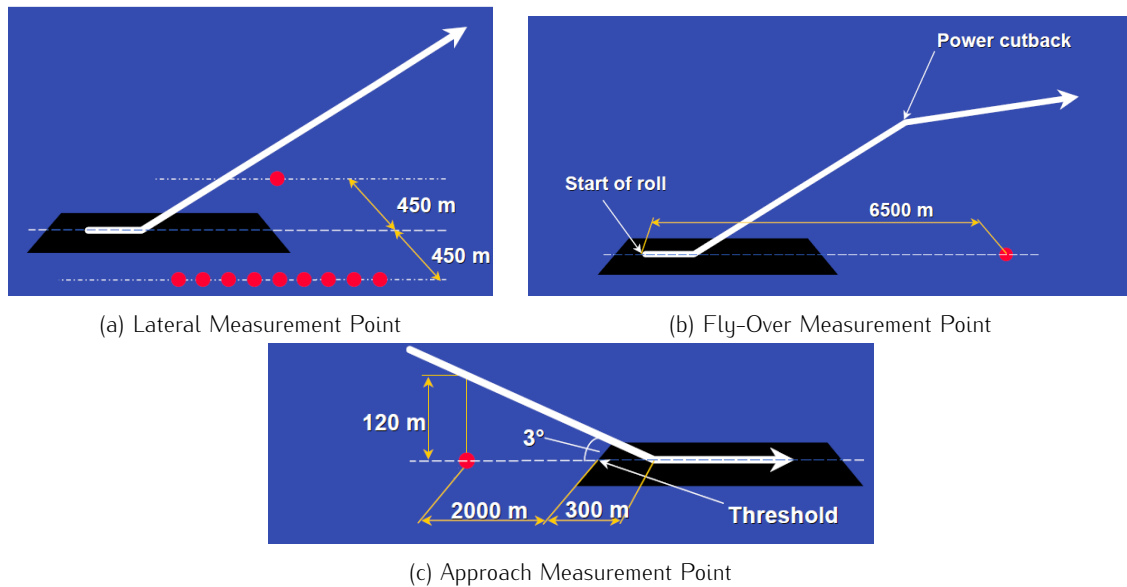 450 m
450 m
(a) Lateral Measurement Point
Power cutback
Start of roll
6500 m
(b) Fly-Over Measurement Point
120 m
3°
2000 m
300 m
Threshold
(c) Approach Measurement Point